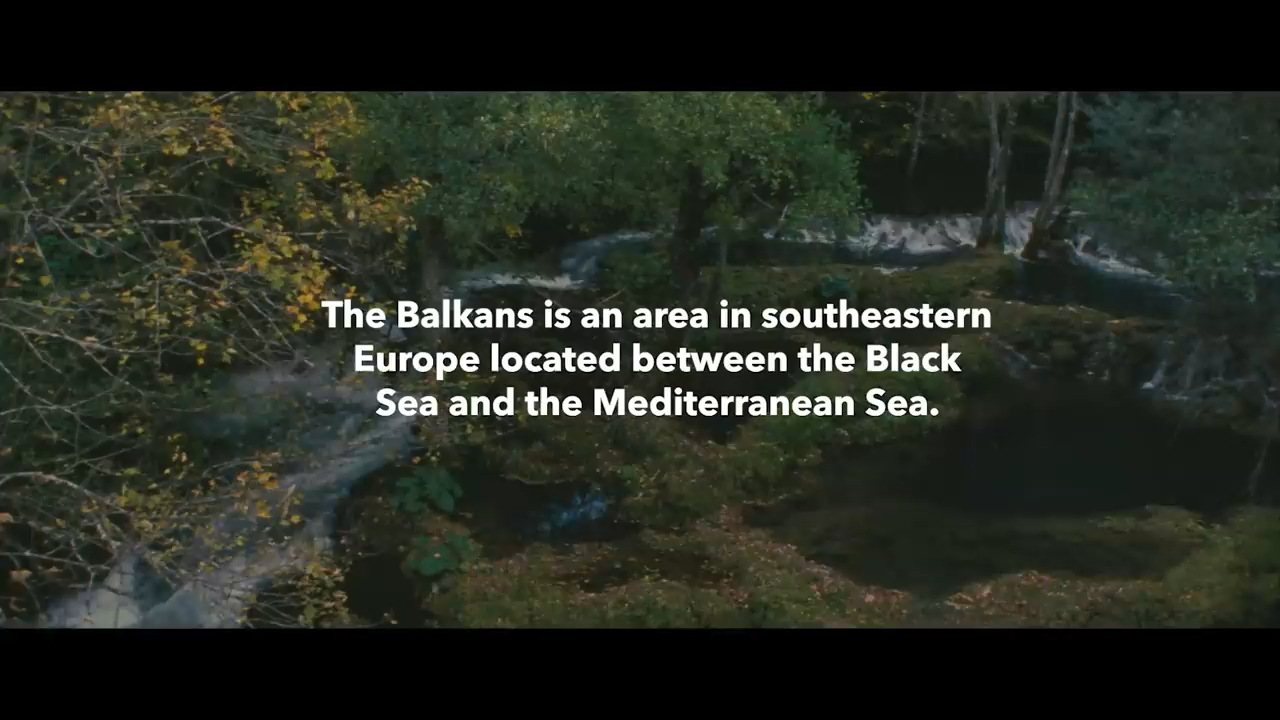 The Balkans is an area in southeastern
Europe located between the Black
Sea and the Mediterranean Sea.